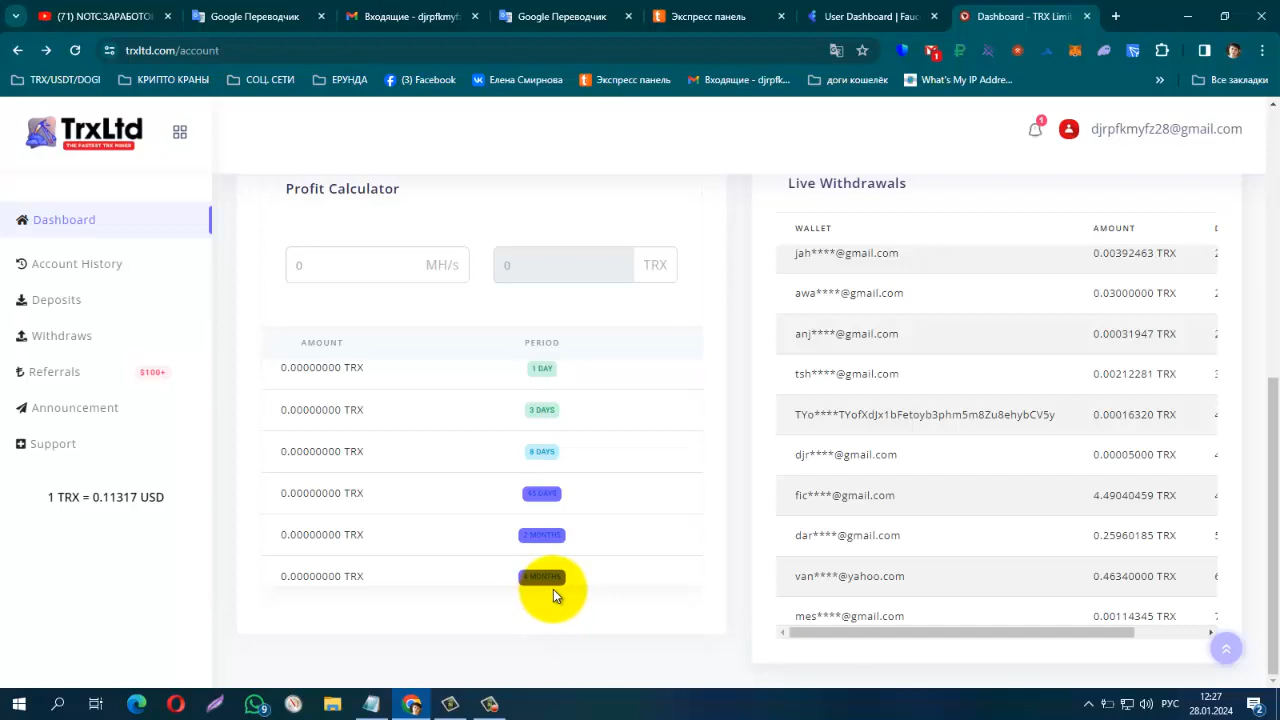 (71) NOTC.ЗАРАБОТО
Google Переводчик
Входящие - djrpfkmyf
Google Переводчик
Экспресс панель
User Dashboard | Fauc
Dashboard - TRX Limit
trxltd.com/account
TRX/USDT/DOGI
КРИПТО КРАНЫ
СОЦ. СЕТИ
ЕРУНДА
(3) Facebook
Елена Смирнова
Экспресс панель
Входящие - djrpfk...
доги кошелёк
What's My IP Addre...
Все закладки
TrxLtd
THE FASTEST TRX MINER
1
djrpfkmyfz28@gmail.com
Dashboard
Account History
Deposits
Withdraws
Referrals $100+
Announcement
Support
1 TRX = 0.11317 USD
Profit Calculator
0 MH/s
0 TRX
AMOUNT PERIOD
0.00000000 TRX 1 DAY
0.00000000 TRX 3 DAYS
0.00000000 TRX 8 DAYS
0.00000000 TRX
0.00000000 TRX 2 MONTHS
0.00000000 TRX MONTHS
Live Withdrawals
WALLET AMOUNT
jah****@gmail.com 0.00392463 TRX
awa****@gmail.com 0.03000000 TRX
anj****@gmail.com 0.00031947 TRX
tsh****@gmail.com 0.00212281 TRX
TYo****TYofXdJx1bFetoyb3phm5m8Zu8ehybCV5y 0.00016320 TRX
djr****@gmail.com 0.00005000 TRX
fic****@gmail.com 4.49040459 TRX
dar****@gmail.com 0.25960185 TRX
van****@yahoo.com 0.46340000 TRX
mes****@gmail.com 0.00114345 TRX
РУС
12:27
28.01.2024